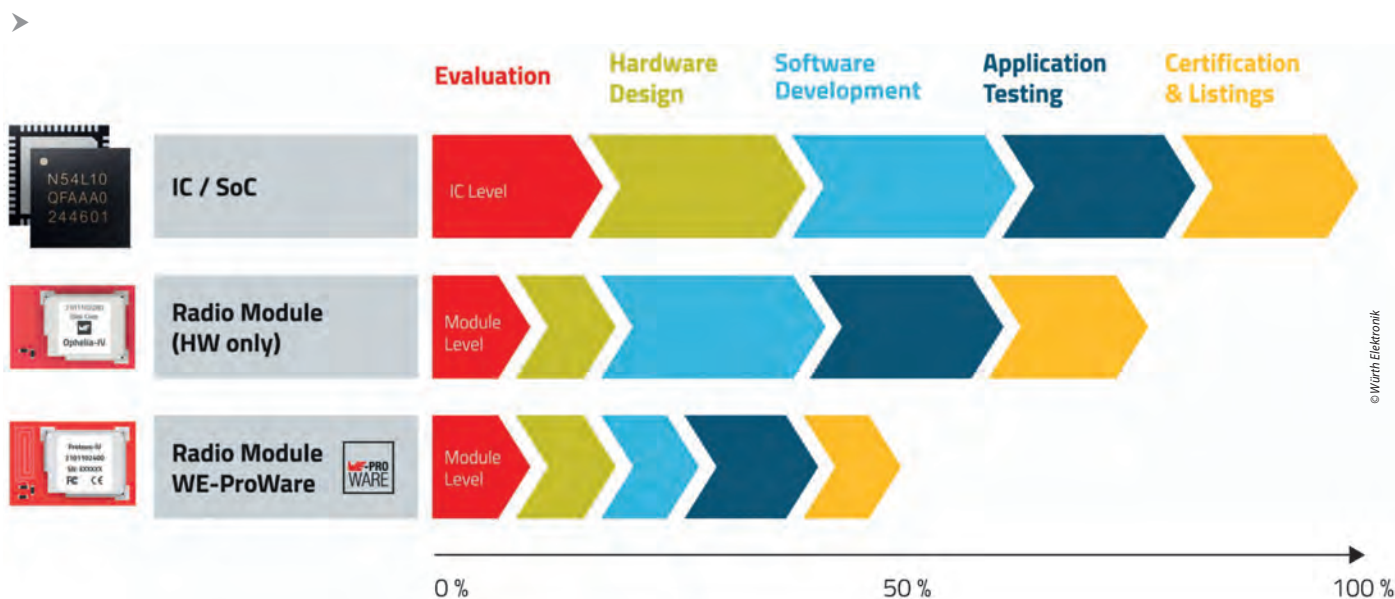 Evaluation
Hardware
Design
Software
Development
Application
Testing
Certification
& Listings
N54L10
QFAAA0
244601
IC / SoC
IC Level
Ophelia-IV
Radio Module
(HW only)
Module
Level
Proteus-IV
FC CE
Radio Module
WE-ProWare
WE-PRO
WARE
Module
Level
0 %
50 %
100 %
© Würth Elektronik